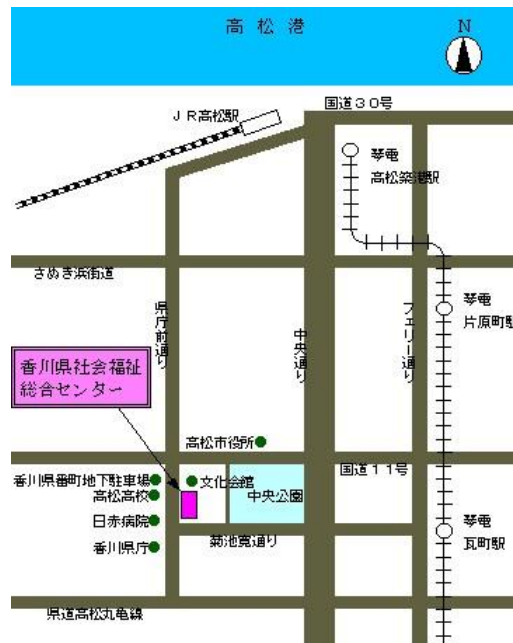 高松港
N
国道30号
JR高松駅
琴電
高松築港駅
さぬき浜街道
県庁前通り
中央通り
フェリー通り
琴電
片原町駅
香川県社会福祉
総合センター
高松市役所
国道11号
香川県番町地下駐車場
文化会館
高松高校
中央公園
日赤病院
菊池寛通り
琴電
瓦町駅
香川県庁
県道高松丸亀線